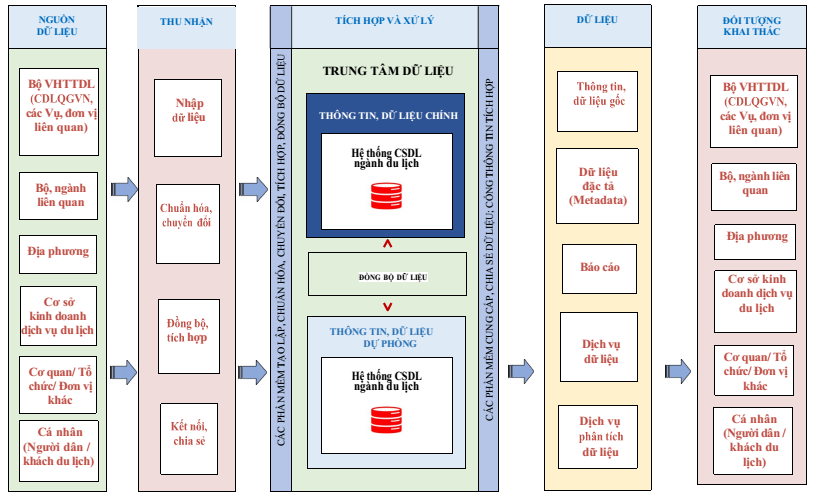 NGUỒN
DỮ LIỆU
Bộ VHTTDL
(CDLQGVN,
các Vụ, đơn vị
liên quan)
Bộ, ngành
liên quan
Địa phương
Cơ sở
kinh doanh
dịch vụ du lịch
Cơ quan/ Tổ
chức/ Đơn vị
khác
Cá nhân
(Người dân /
khách du lịch)
THU NHẬN
Nhập
dữ liệu
Chuẩn hóa,
chuyển đổi
Đồng bộ,
tích hợp
Kết nối,
chia sẻ
TÍCH HỢP VÀ XỬ LÝ
CÁC PHẦN MỀM TẠO LẬP, CHUẨN HÓA, CHUYỂN ĐỔI, TÍCH HỢP, ĐỒNG BỘ DỮ LIỆU
TRUNG TÂM DỮ LIỆU
THÔNG TIN, DỮ LIỆU CHÍNH
Hệ thống CSDL
ngành du lịch
ĐỒNG BỘ DỮ LIỆU
THÔNG TIN, DỮ LIỆU
DỰ PHÒNG
Hệ thống CSDL
ngành du lịch
CÁC PHẦN MỀM CUNG CẤP, CHIA SẺ DỮ LIỆU; CỔNG THÔNG TIN TÍCH HỢP
DỮ LIỆU
Thông tin,
dữ liệu gốc
Dữ liệu
đặc tả
(Metadata)
Báo cáo
Dịch vụ
dữ liệu
Dịch vụ
phân tích
dữ liệu
ĐỐI TƯỢNG
KHAI THÁC
Bộ VHTTDL
(CDLQGVN,
các Vụ, đơn vị
liên quan)
Bộ, ngành liên
quan
Địa phương
Cơ sở kinh
doanh dịch vụ
du lịch
Cơ quan/ Tổ
chức/ Đơn vị
khác
Cá nhân
(Người dân /
khách du
lịch)